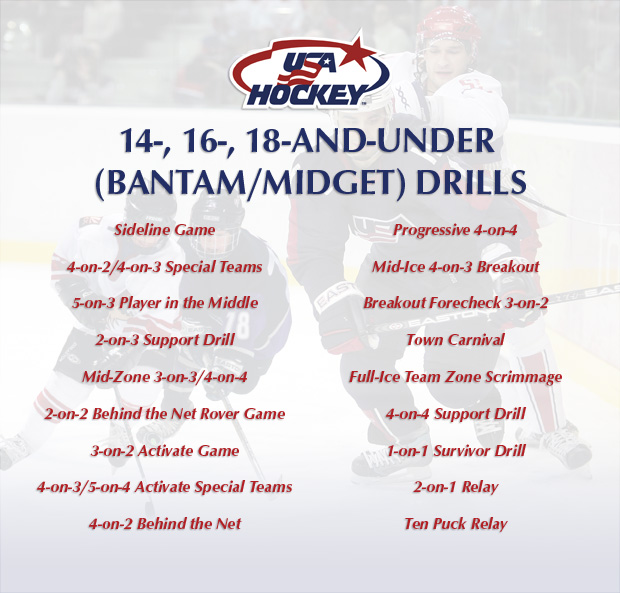 USA
HOCKEY
14-, 16-, 18-AND-UNDER
(BANTAM/MIDGET) DRILLS
Sideline Game
4-on-2/4-on-3 Special Teams
5-on-3 Player in the Middle
2-on-3 Support Drill
Mid-Zone 3-on-3/4-on-4
2-on-2 Behind the Net Rover Game
3-on-2 Activate Game
4-on-3/5-on-4 Activate Special Teams
4-on-2 Behind the Net
Progressive 4-on-4
Mid-Ice 4-on-3 Breakout
Breakout Forecheck 3-on-2
Town Carnival
Full-Ice Team Zone Scrimmage
4-on-4 Support Drill
1-on-1 Survivor Drill
2-on-1 Relay
Ten Puck Relay